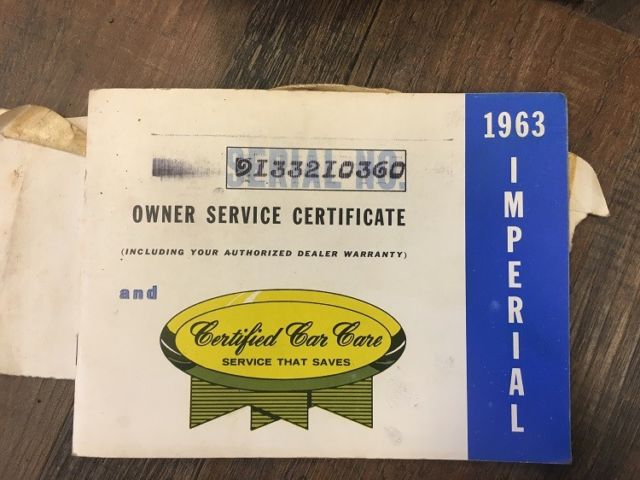 SERIAL NO.
9133210360
OWNER SERVICE CERTIFICATE
(INCLUDING YOUR AUTHORIZED DEALER WARRANTY)
and
Certified Car Care
SERVICE THAT SAVES
1963
IMPERIAL